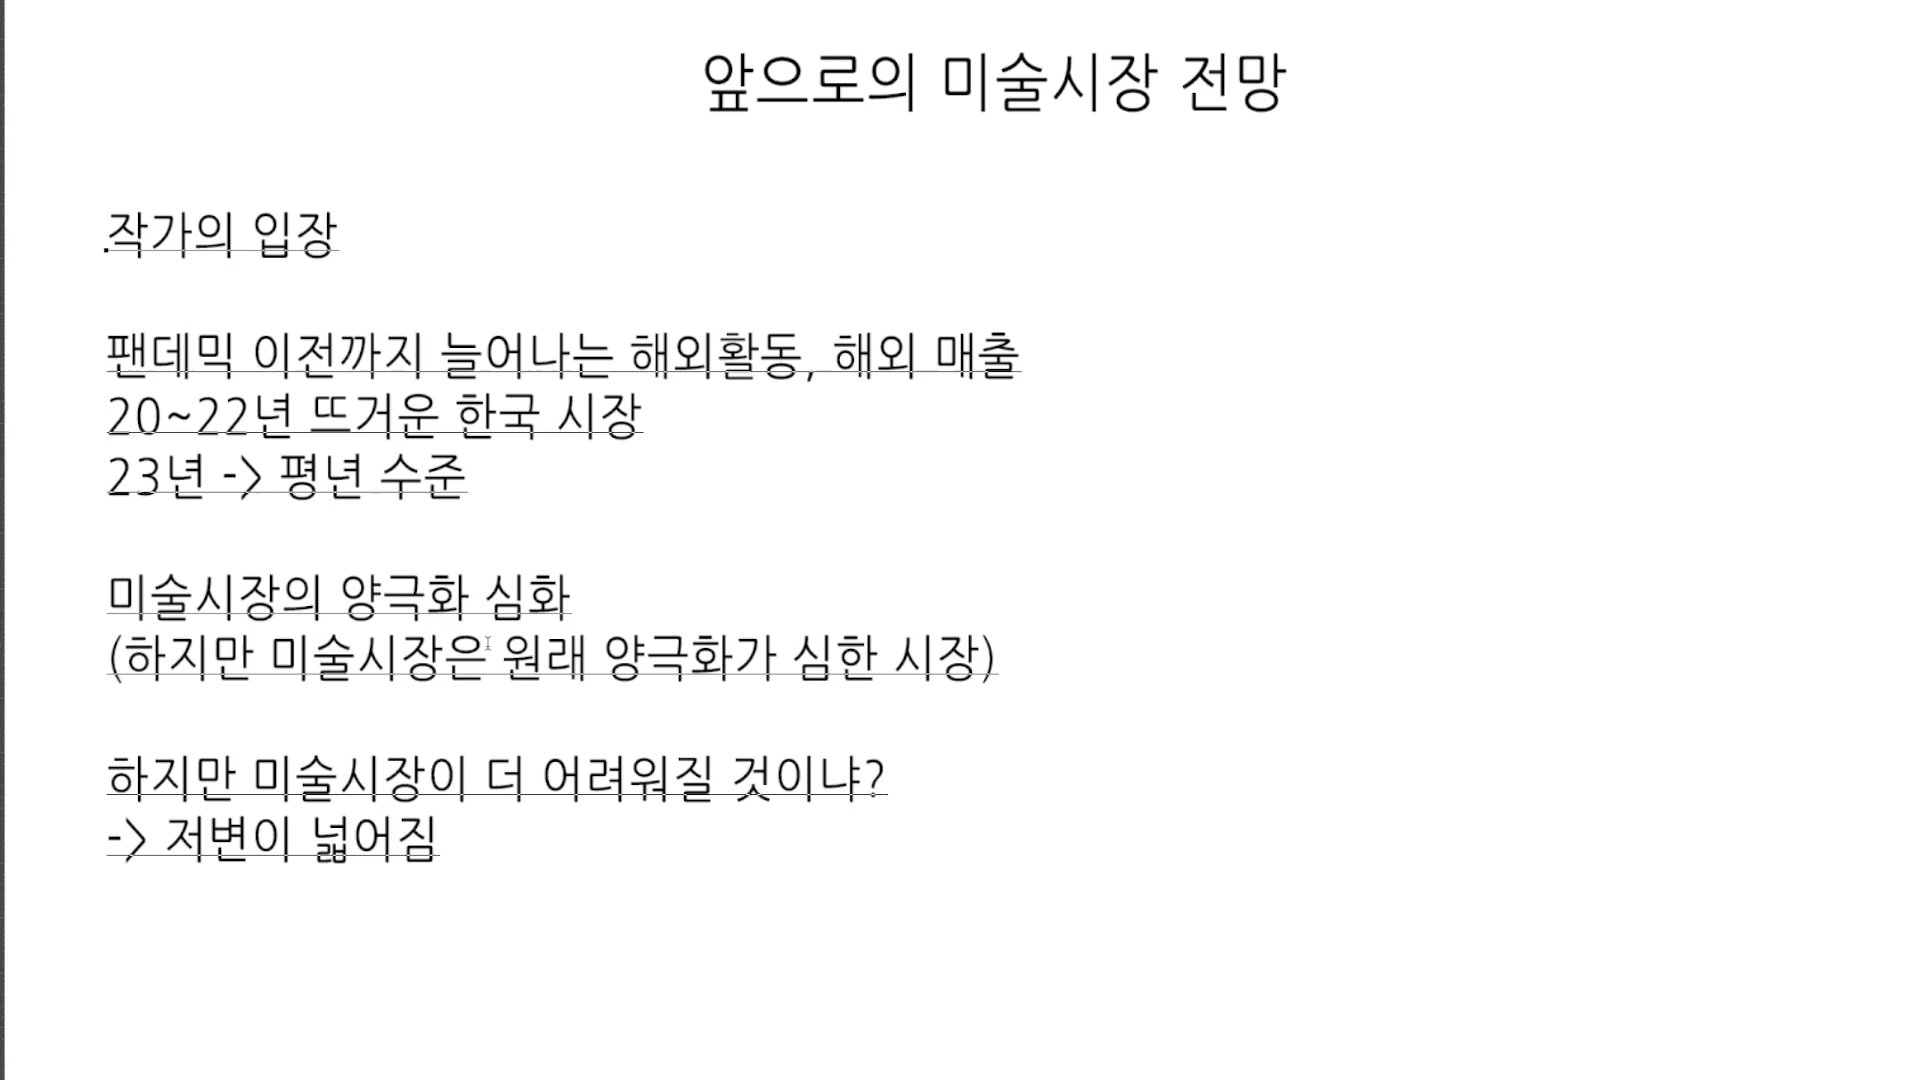 앞으로의 미술시장 전망
작가의 입장
팬데믹 이전까지 늘어나는 해외활동, 해외 매출
20~22년 뜨거운 한국 시장
23년 -> 평년 수준
미술시장의 양극화 심화
(하지만 미술시장은 원래 양극화가 심한 시장)
하지만 미술시장이 더 어려워질 것이냐?
-> 저변이 넓어짐